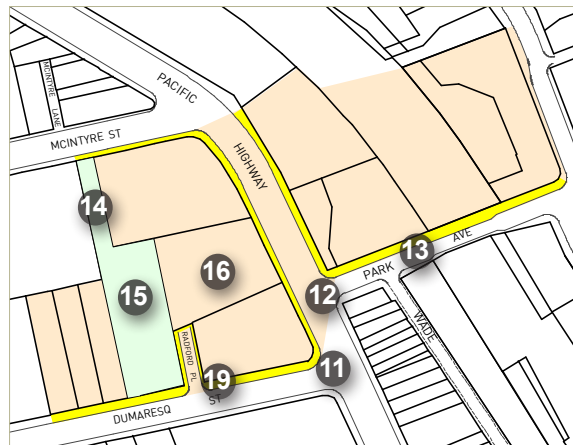 MCINTYRE LANE
PACIFIC
MCINTYRE ST
HIGHWAY
14
13
AVE
PARK
16
15
12
WADE
RADFORD PL
11
19
ST
DUMARESQ